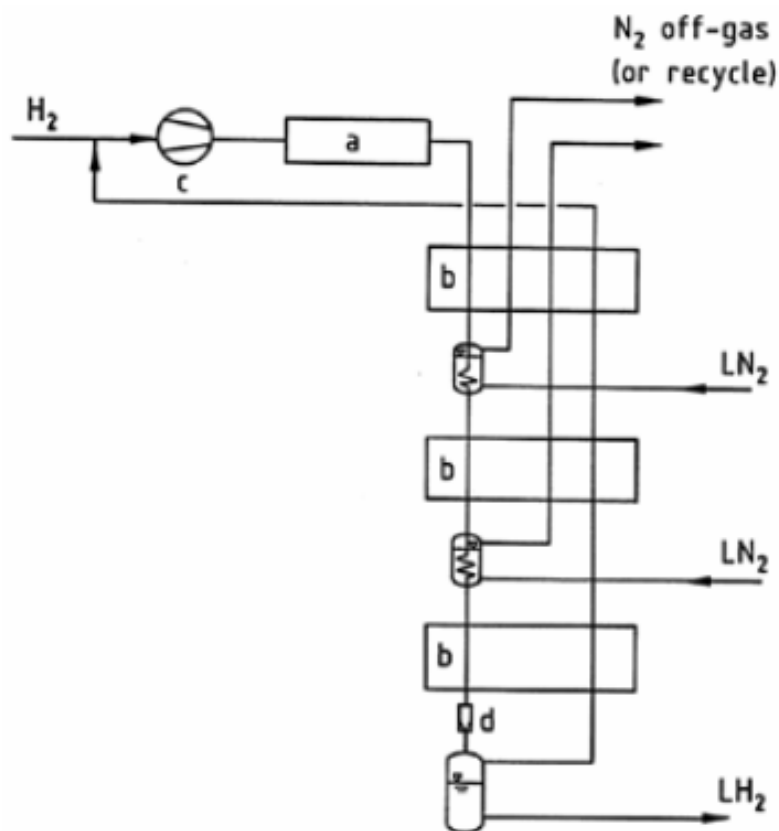 N₂ off-gas
(or recycle)
H₂
a
c
b
LN₂
b
LN₂
b
d
LH₂